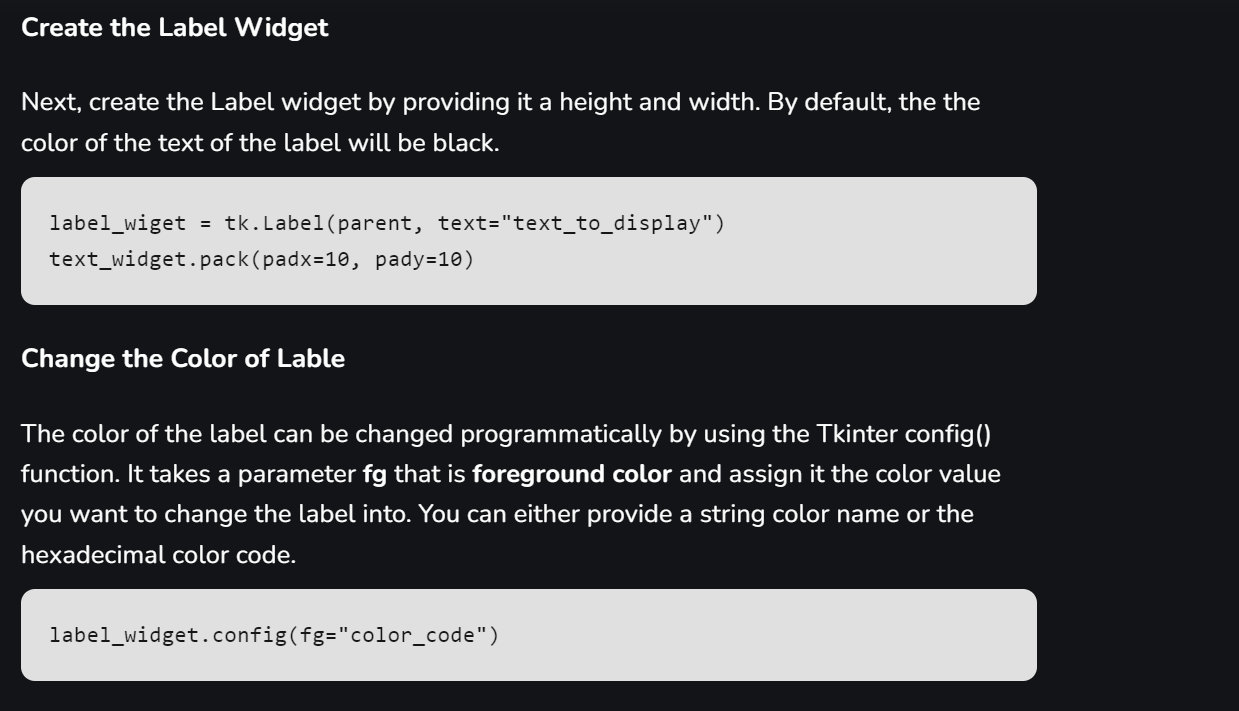 Create the Label Widget
Next, create the Label widget by providing it a height and width. By default, the the
color of the text of the label will be black.
label_wiget = tk.Label(parent, text="text_to_display")
text_widget.pack(padx=10, pady=10)
Change the Color of Lable
The color of the label can be changed programmatically by using the Tkinter config()
function. It takes a parameter fg that is foreground color and assign it the color value
you want to change the label into. You can either provide a string color name or the
hexadecimal color code.
label_widget.config(fg="color_code")